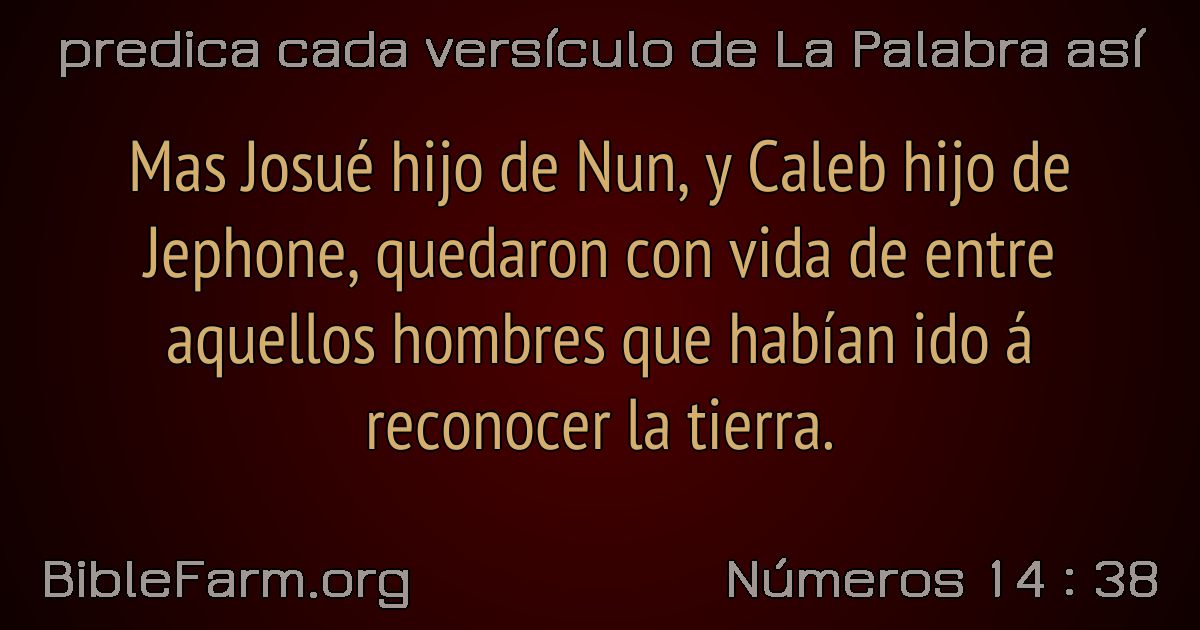 predica cada versículo de La Palabra así
Mas Josué hijo de Nun, y Caleb hijo de
Jephone, quedaron con vida de entre
aquellos hombres que habían ido á
reconocer la tierra.
BibleFarm.org
Números 14 : 38